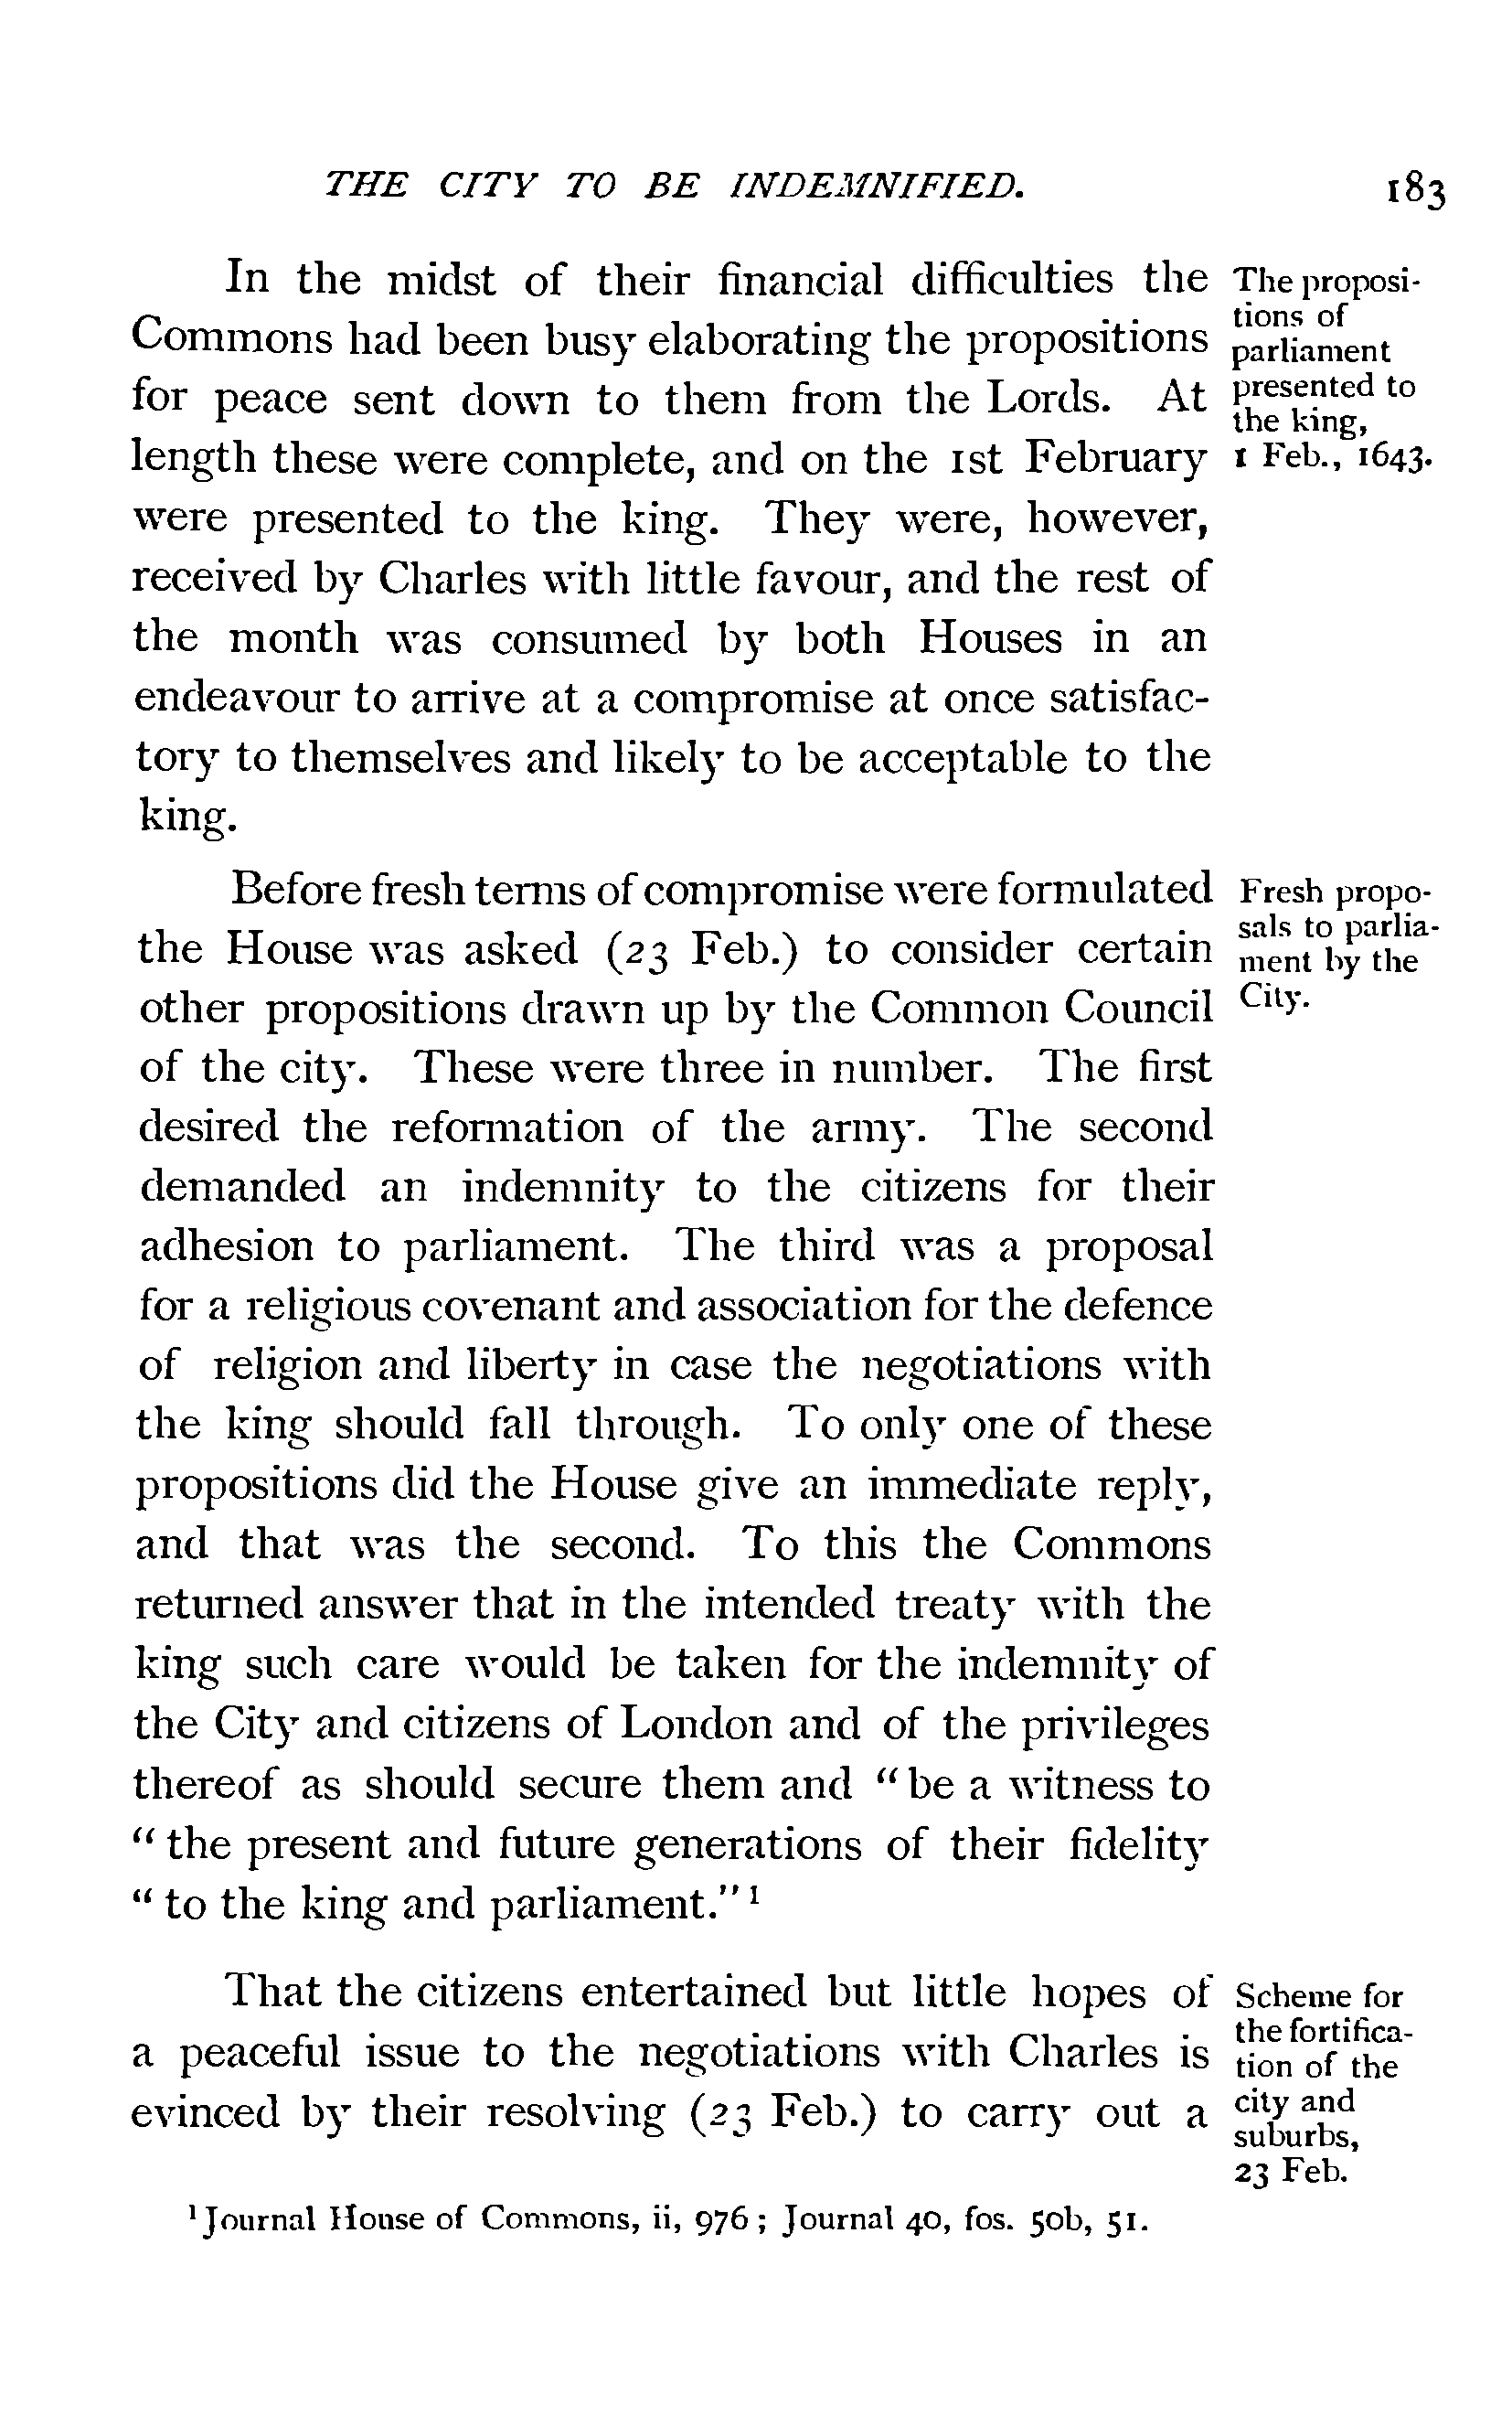 THE CITY TO BE INDEMNIFIED. 183
In the midst of their financial difficulties the
Commons had been busy elaborating the propositions
for peace sent down to them from the Lords. At
length these were complete, and on the 1st February
were presented to the king. They were, however,
received by Charles with little favour, and the rest of
the month was consumed by both Houses in an
endeavour to arrive at a compromise at once satisfac-
tory to themselves and likely to be acceptable to the
king.
The proposi-
tions of
parliament
presented to
the king,
1 Feb., 1643.
Before fresh terms of compromise were formulated
the House was asked (23 Feb.) to consider certain
other propositions drawn up by the Common Council
of the city. These were three in number. The first
desired the reformation of the army. The second
demanded an indemnity to the citizens for their
adhesion to parliament. The third was a proposal
for a religious covenant and association for the defence
of religion and liberty in case the negotiations with
the king should fall through. To only one of these
propositions did the House give an immediate reply,
and that was the second. To this the Commons
returned answer that in the intended treaty with the
king such care would be taken for the indemnity of
the City and citizens of London and of the privileges
thereof as should secure them and “ be a witness to
“ the present and future generations of their fidelity
“ to the king and parliament.” ¹
Fresh propo-
sals to parlia-
ment by the
City.
That the citizens entertained but little hopes of
a peaceful issue to the negotiations with Charles is
evinced by their resolving (23 Feb.) to carry out a
Scheme for
the fortifica-
tion of the
city and
suburbs,
23 Feb.
¹ Journal House of Commons, ii, 976 ; Journal 40, fos. 50b, 51.